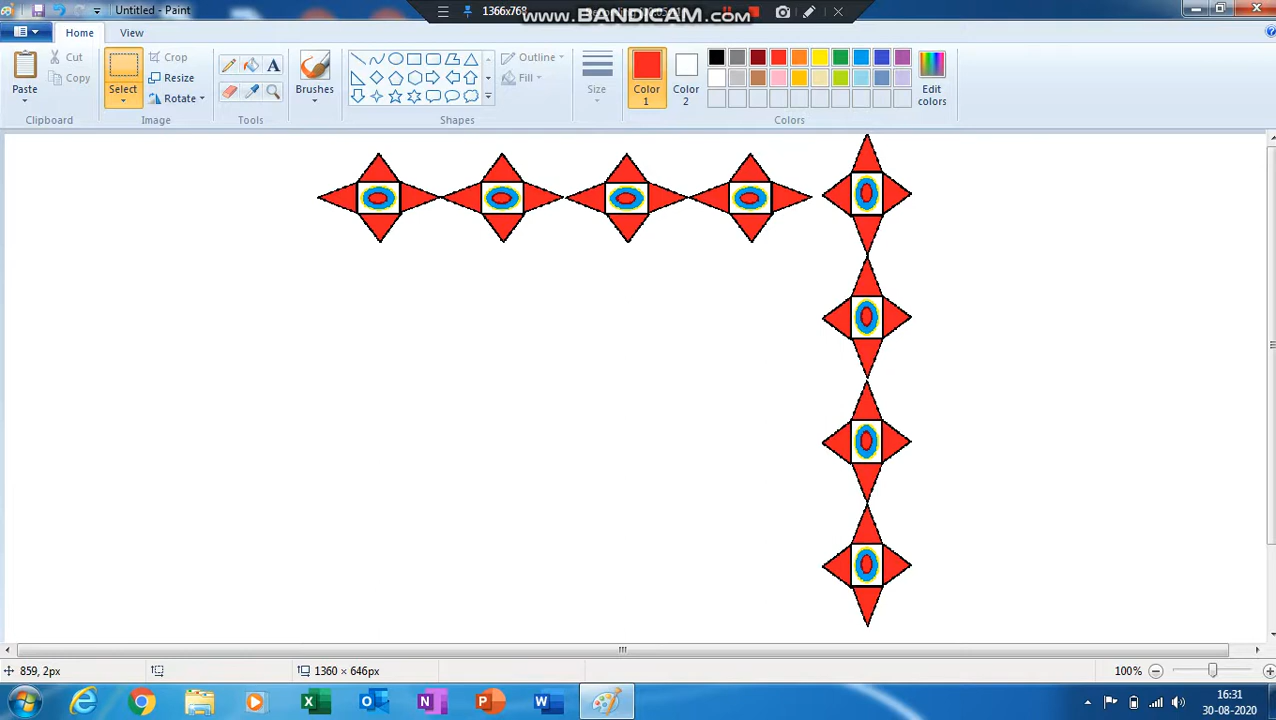 Untitled - Paint
1366x768
www.BANDICAM.com
Home
View
Paste
Cut
Copy
Clipboard
Select
Crop
Resize
Rotate
Image
A
Tools
Brushes
Outline
Fill
Shapes
Size
Color 1
Color 2
Edit colors
Colors
859, 2px
1360 × 646px
100%
16:31
30-08-2020